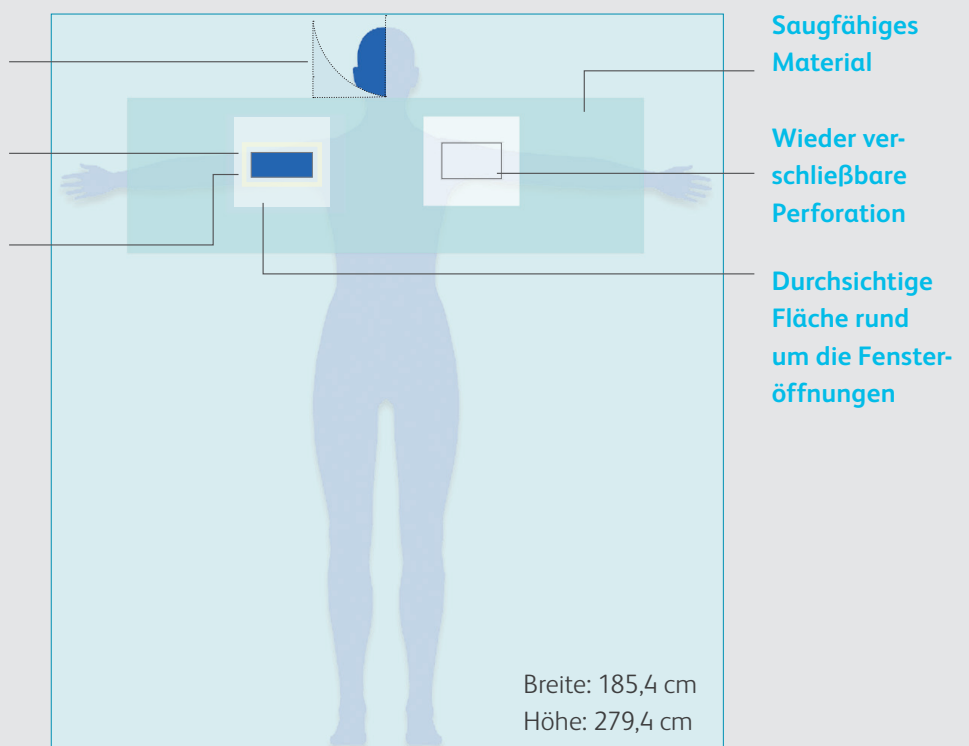 Saugfähiges
Material
Wieder ver-
schließbare
Perforation
Durchsichtige
Fläche rund
um die Fenster-
öffnungen
Breite: 185,4 cm
Höhe: 279,4 cm